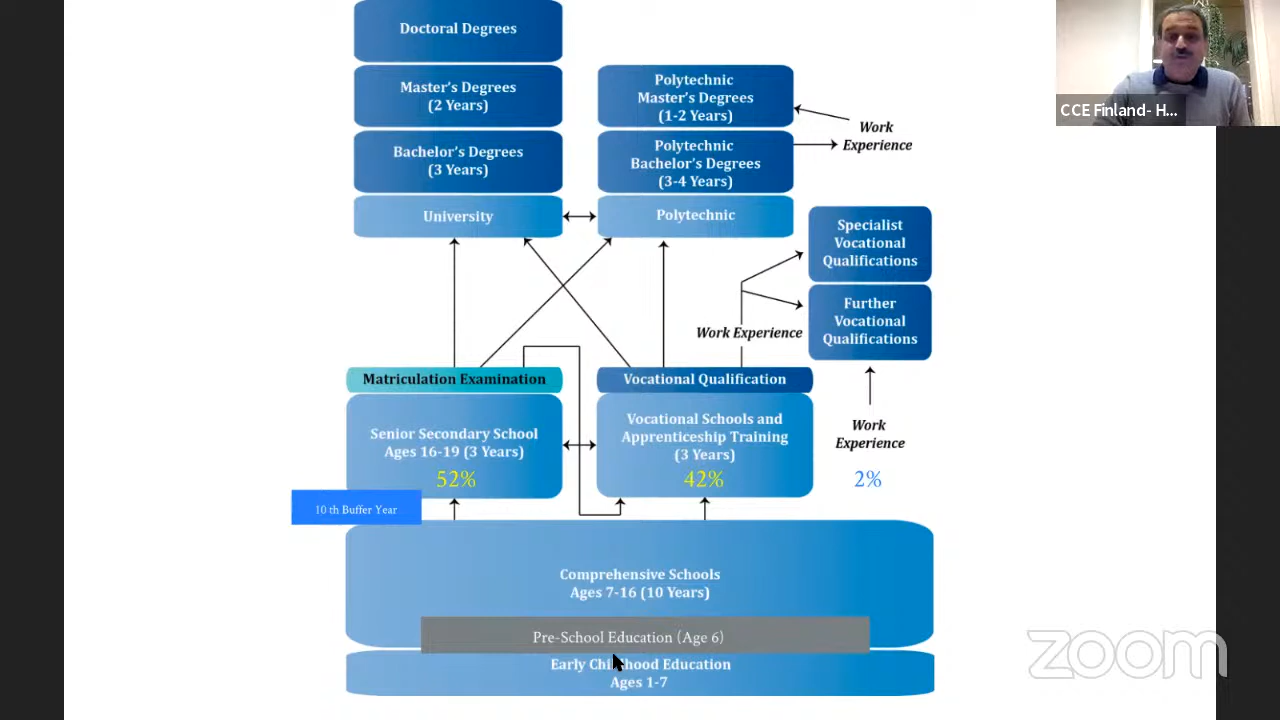 Doctoral Degrees
Master's Degrees
(2 Years)
Bachelor's Degrees
(3 Years)
University
Polytechnic
Master's Degrees
(1-2 Years)
Polytechnic
Bachelor's Degrees
(3-4 Years)
Polytechnic
Work
Experience
CCE Finland- H...
Specialist
Vocational
Qualifications
Further
Vocational
Qualifications
Work Experience
Matriculation Examination
Senior Secondary School
Ages 16-19 (3 Years)
52%
Vocational Qualification
Vocational Schools and
Apprenticeship Training
(3 Years)
42%
Work
Experience
2%
10 th Buffer Year
Comprehensive Schools
Ages 7-16 (10 Years)
Pre-School Education (Age 6)
Early Childhood Education
Ages 1-7
zoom